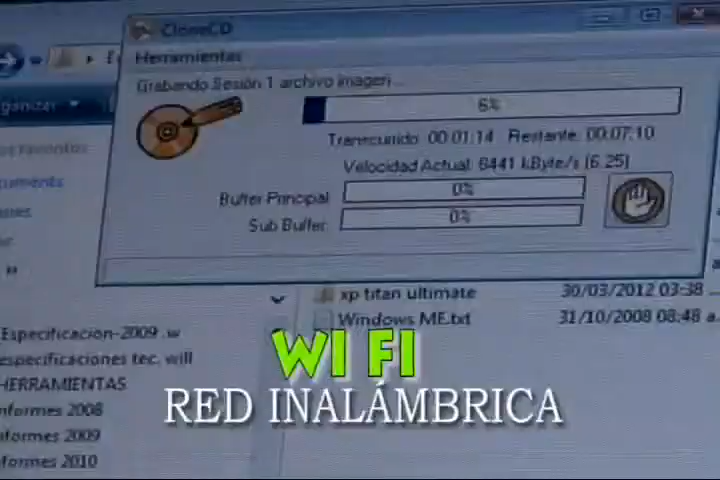 CloneCD
Herramientas
Grabando Sesión 1 archivo imagen...
6%
Transcurrido: 00:01:14 Restante: 00:07:10
Velocidad Actual: 6441 kByte/s (6.25)
Buffer Principal
0%
Sub Buffer
0%
xp titan ultimate 30/03/2012 03:38
Windows ME.txt 31/10/2008 08:48 a.
Especificacion-2009 .w
especificaciones tec. will
HERRAMIENTAS
nformes 2008
nformes 2009
nformes 2010
WI FI
RED INALÁMBRICA